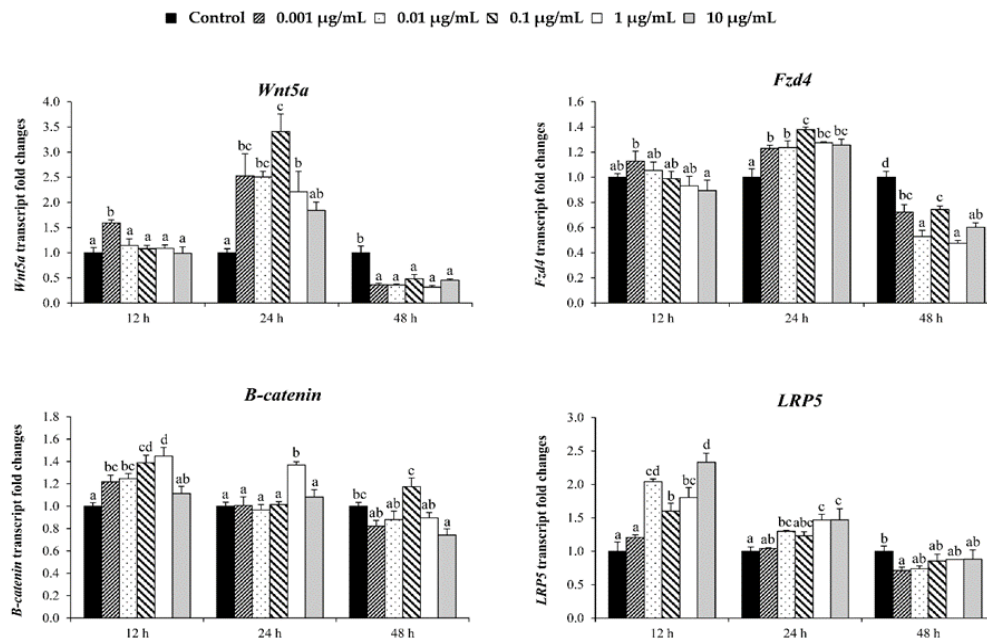 Control 0.001 µg/mL 0.01 µg/mL 0.1 µg/mL 1 µg/mL 10 µg/mL
Wnt5a
Wnt5a transcript fold changes
4.0
3.5
3.0
2.5
2.0
1.5
1.0
0.5
0.0
a b a a a a
a bc bc c b ab
b a a a a a
12 h 24 h 48 h
Fzd4
Fzd4 transcript fold changes
1.6
1.4
1.2
1.0
0.8
0.6
0.4
0.2
0.0
ab b ab ab ab a
a b b c bc bc
d bc a c a ab
12 h 24 h 48 h
B-catenin
B-catenin transcript fold changes
1.8
1.6
1.4
1.2
1.0
0.8
0.6
0.4
0.2
0.0
a bc bc cd d ab
a a a a b a
bc ab ab c ab a
12 h 24 h 48 h
LRP5
LRP5 transcript fold changes
3.0
2.5
2.0
1.5
1.0
0.5
0.0
a a cd b bc d
a ab bc abc c c
b a a ab ab ab
12 h 24 h 48 h